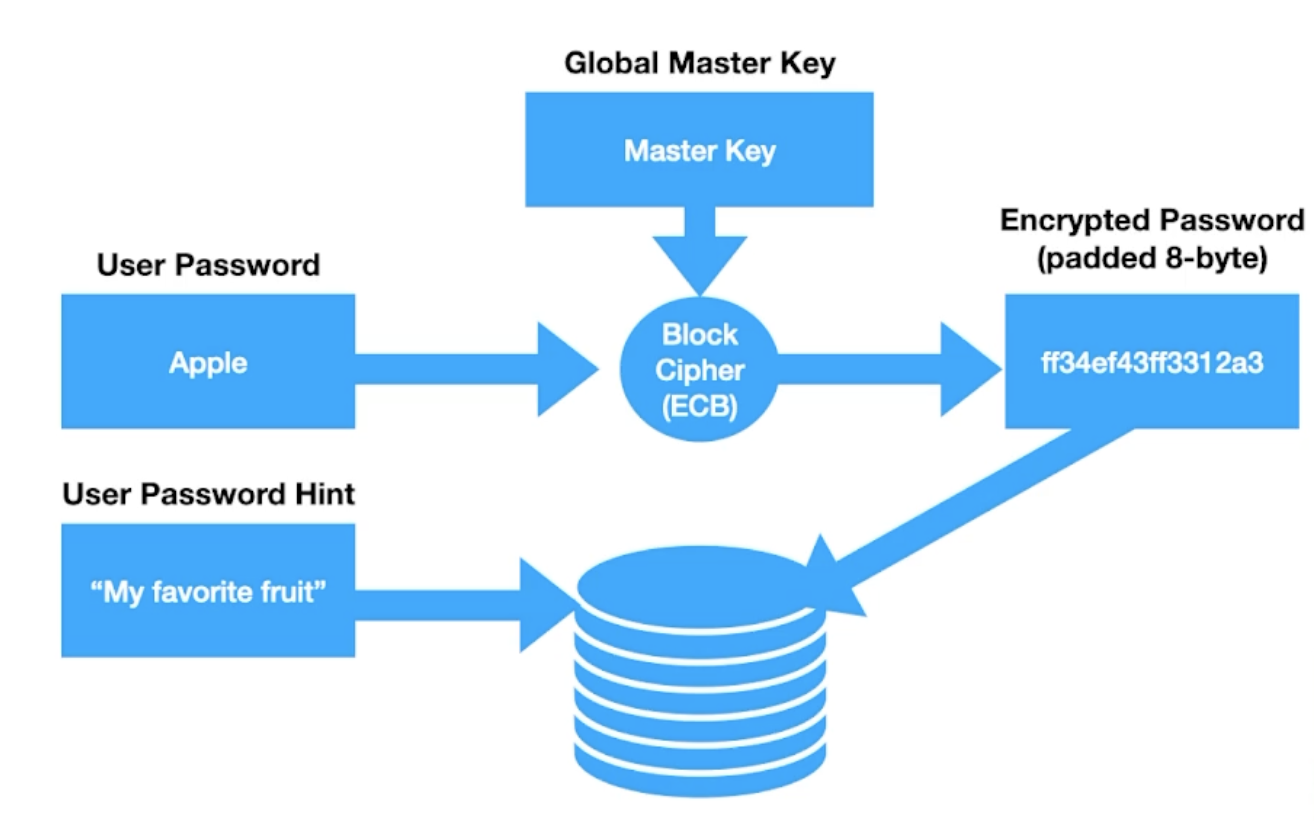 Global Master Key
Master Key
Encrypted Password
(padded 8-byte)
User Password
Apple
Block
Cipher
(ECB)
ff34ef43ff3312a3
User Password Hint
“My favorite fruit”